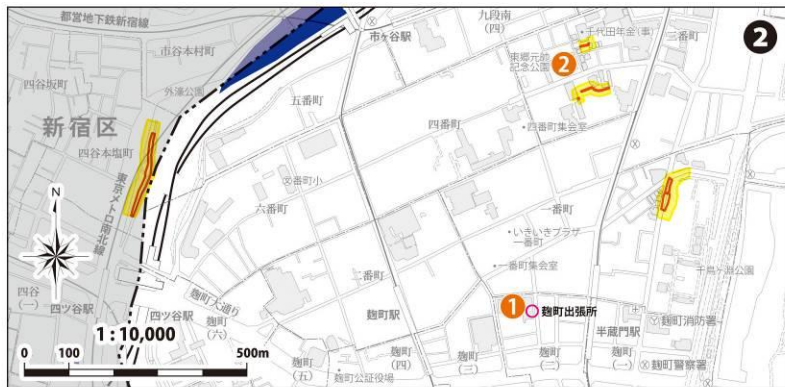 都営地下鉄新宿線
市谷本村町
四谷坂町
外濠公園
新宿区
四谷本塩町
東京メトロ南北線
N
四谷
(一)
四ツ谷駅
四ツ谷駅
1:10,000
0 100 500m
市ヶ谷駅
九段南
(四)
千代田年金(事)
三番町
2
東郷元帥
記念公園
2
五番町
四番町
四番町集会室
文番町小
六番町
一番町
いきいきプラザ
一番町
一番町集会室
二番町
千鳥ヶ淵公園
麹町大通り
麹町
(六)
麹町駅
1
麹町出張所
半蔵門駅
麹町消防署
麹町
(五)
麹町公証役場
麹町
(四)
麹町
(三)
麹町
(二)
麹町
(一)
麹町警察署